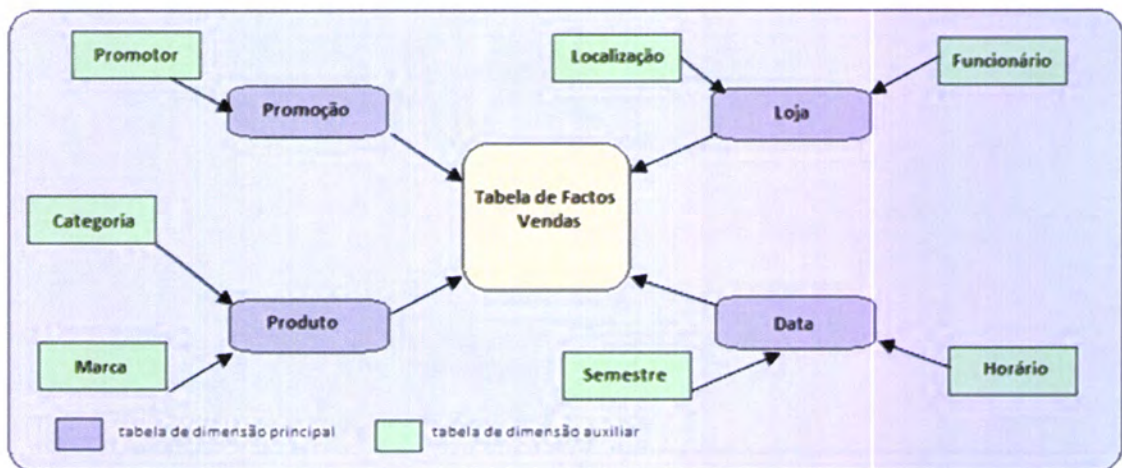 Promotor
Localização
Funcionário
Promoção
Loja
Tabela de Factos
Vendas
Categoria
Produto
Data
Marca
Semestre
Horário
tabela de dimensão principal
tabela de dimensão auxiliar